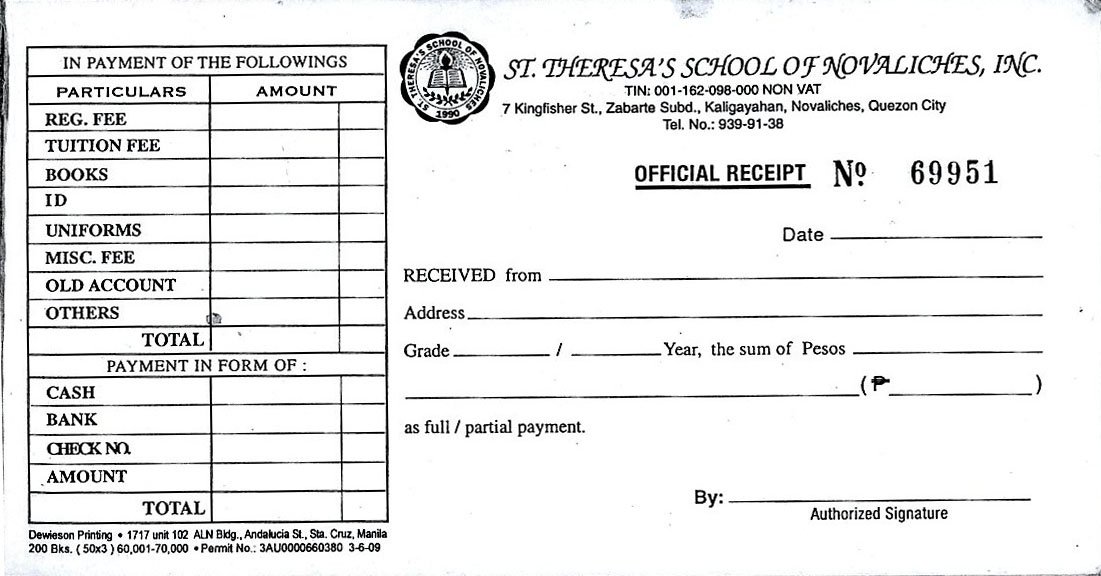 IN PAYMENT OF THE FOLLOWINGS
PARTICULARS AMOUNT
REG. FEE
TUITION FEE
BOOKS
ID
UNIFORMS
MISC. FEE
OLD ACCOUNT
OTHERS
TOTAL
PAYMENT IN FORM OF :
CASH
BANK
CHECK NO.
AMOUNT
TOTAL
Dewieson Printing • 1717 unit 102 ALN Bldg., Andalucia St., Sta. Cruz, Manila
200 Bks. ( 50x3 ) 60,001-70,000 • Permit No.: 3AU0000660380 3-6-09
ST. THERESA'S SCHOOL OF NOVALICHES
1990
ST. THERESA'S SCHOOL OF NOVALICHES, INC.
TIN: 001-162-098-000 NON VAT
7 Kingfisher St., Zabarte Subd., Kaligayahan, Novaliches, Quezon City
Tel. No.: 939-91-38
OFFICIAL RECEIPT Nº 69951
Date
RECEIVED from
Address
Grade / Year, the sum of Pesos
(₱ )
as full / partial payment.
By:
Authorized Signature